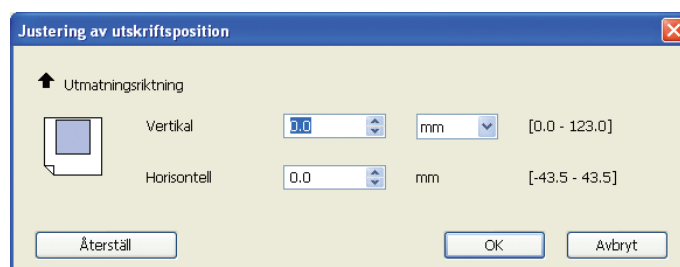 Justering av utskriftsposition
Utmatningsriktning
Vertikal 0.0 mm [0.0 - 123.0]
Horisontell 0.0 mm [-43.5 - 43.5]
Återställ OK Avbryt